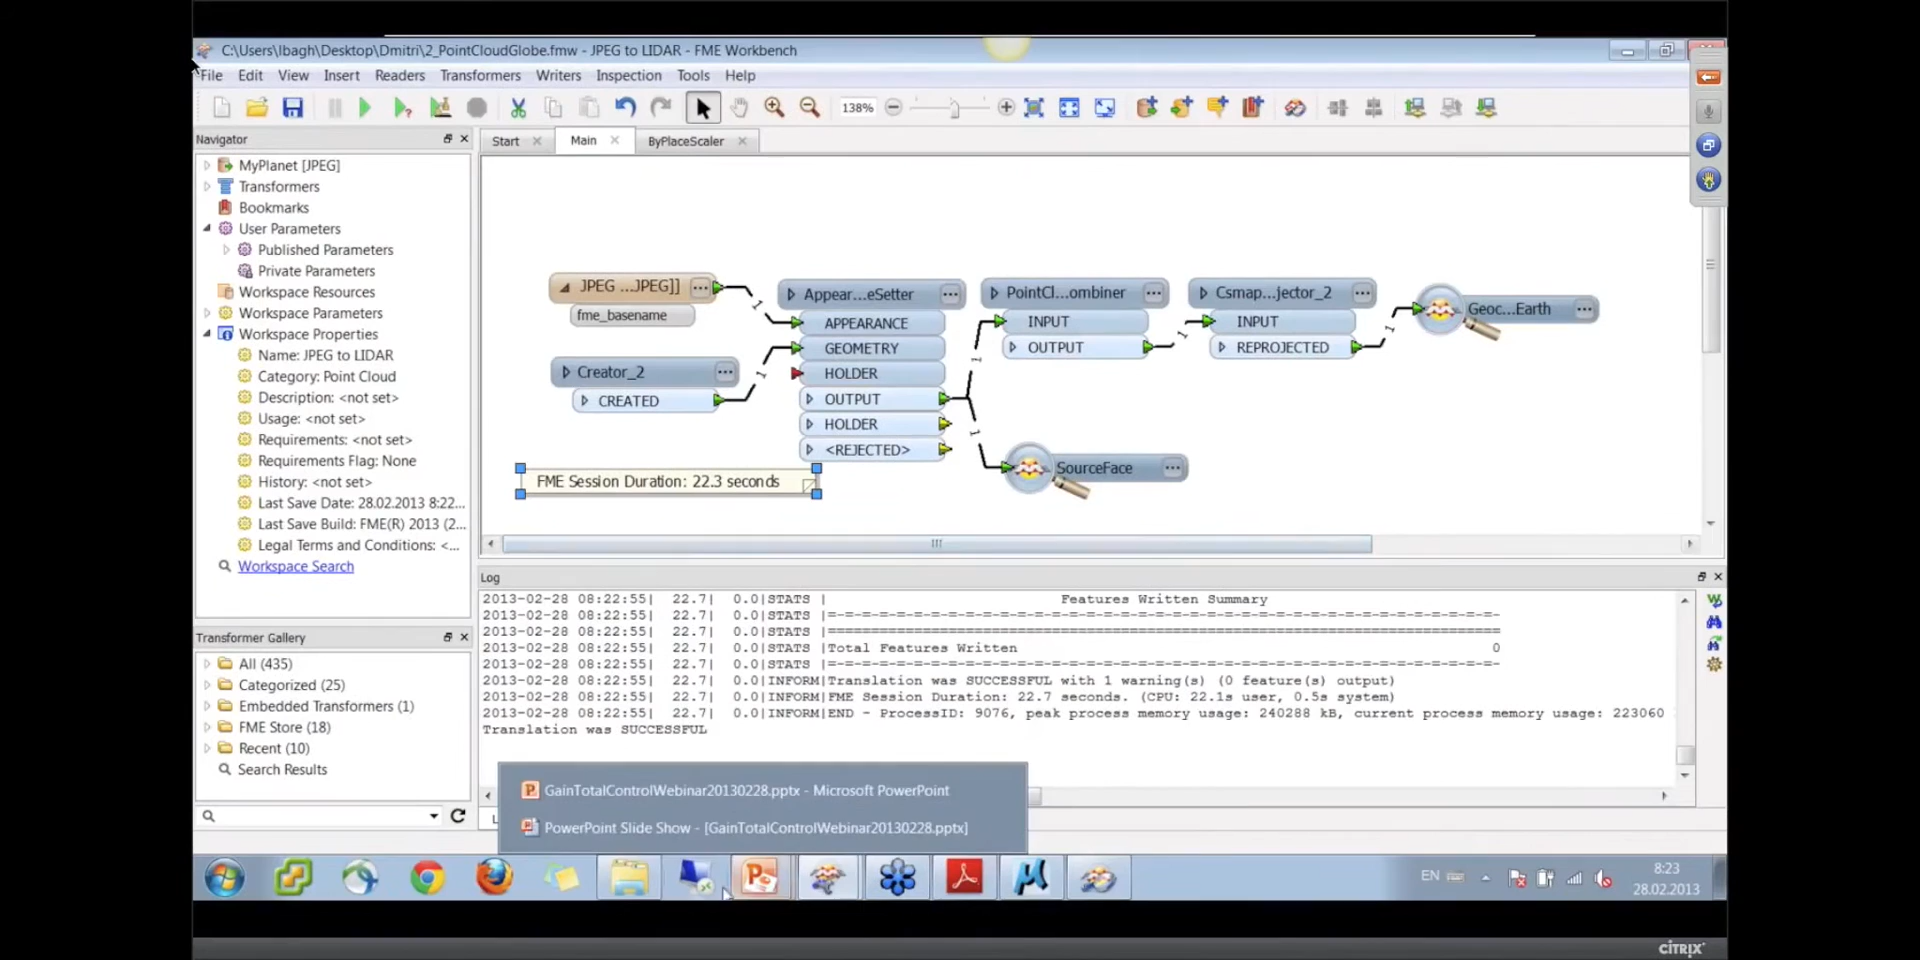 C:\Users\lbagh\Desktop\Dmitri\2_PointCloudGlobe.fmw - JPEG to LIDAR - FME Workbench
File Edit View Insert Readers Transformers Writers Inspection Tools Help
138%
Navigator
Start Main ByPlaceScaler
MyPlanet [JPEG]
Transformers
Bookmarks
User Parameters
Published Parameters
Private Parameters
Workspace Resources
Workspace Parameters
Workspace Properties
Name: JPEG to LIDAR
Category: Point Cloud
Description: <not set>
Usage: <not set>
Requirements: <not set>
Requirements Flag: None
History: <not set>
Last Save Date: 28.02.2013 8:22...
Last Save Build: FME(R) 2013 (2...
Legal Terms and Conditions: <...
Workspace Search
JPEG ...JPEG]] ...
fme_basename
Creator_2 ...
CREATED
1
1
Appear...eSetter ...
APPEARANCE
GEOMETRY
HOLDER
OUTPUT
HOLDER
<REJECTED>
1
1
PointCl...ombiner ...
INPUT
OUTPUT
1
Csmap...jector_2 ...
INPUT
REPROJECTED
1
Geoc...Earth ...
SourceFace ...
FME Session Duration: 22.3 seconds
Log
2013-02-28 08:22:55| 22.7| 0.0|STATS | Features Written Summary
2013-02-28 08:22:55| 22.7| 0.0|STATS |=-=-=-=-=-=-=-=-=-=-=-=-=-=-=-=-=-=-=-=-=-=-=-=-=-=-=-=-=-=-=-=-=-=-=-=-=-=-
2013-02-28 08:22:55| 22.7| 0.0|STATS |===========================================================================
2013-02-28 08:22:55| 22.7| 0.0|STATS |Total Features Written 0
2013-02-28 08:22:55| 22.7| 0.0|STATS |=-=-=-=-=-=-=-=-=-=-=-=-=-=-=-=-=-=-=-=-=-=-=-=-=-=-=-=-=-=-=-=-=-=-=-=-=-=-
2013-02-28 08:22:55| 22.7| 0.0|INFORM|Translation was SUCCESSFUL with 1 warning(s) (0 feature(s) output)
2013-02-28 08:22:55| 22.7| 0.0|INFORM|FME Session Duration: 22.7 seconds. (CPU: 22.1s user, 0.5s system)
2013-02-28 08:22:55| 22.7| 0.0|INFORM|END - ProcessID: 9076, peak process memory usage: 240288 kB, current process memory usage: 223060
Translation was SUCCESSFUL
Transformer Gallery
All (435)
Categorized (25)
Embedded Transformers (1)
FME Store (18)
Recent (10)
Search Results
GainTotalControlWebinar20130228.pptx - Microsoft PowerPoint
PowerPoint Slide Show - [GainTotalControlWebinar20130228.pptx]
EN
8:23
28.02.2013
CITRIX